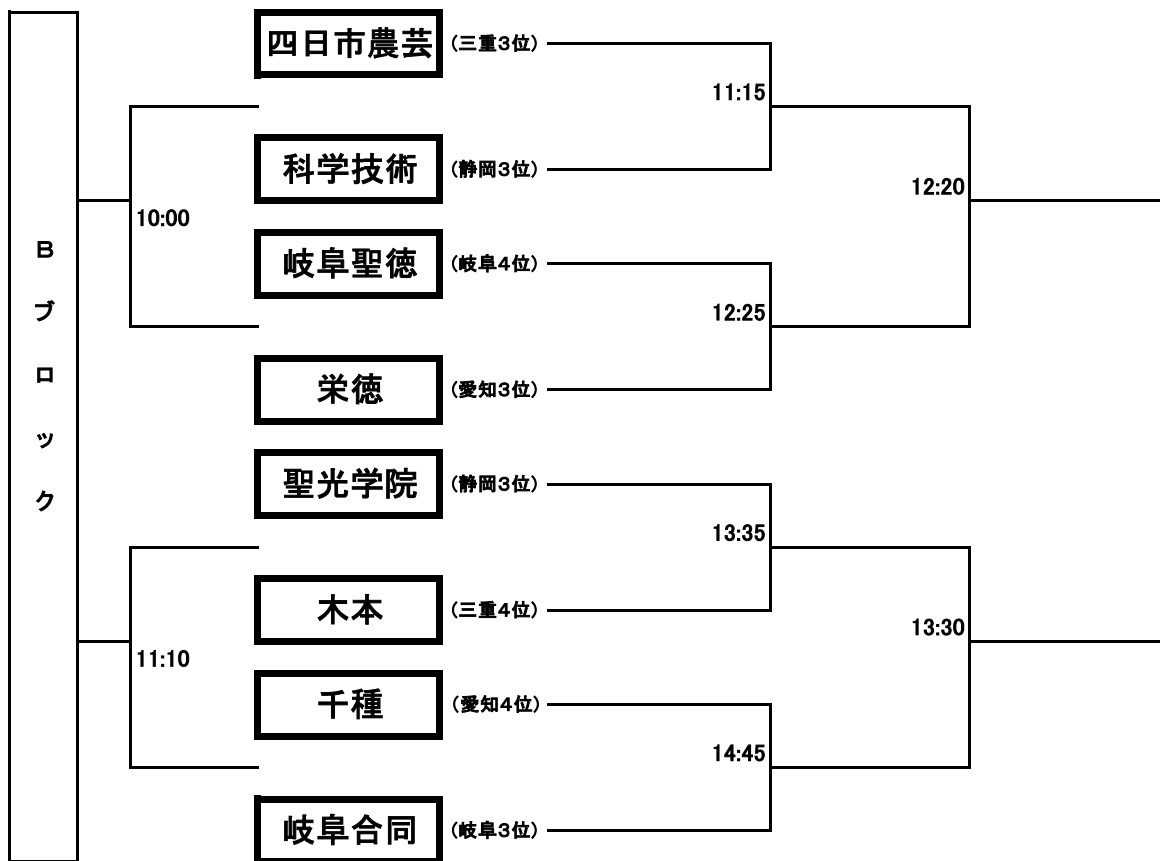 Bブロック
四日市農芸 (三重3位)
11:15
科学技術 (静岡3位)
12:20
10:00
岐阜聖徳 (岐阜4位)
12:25
栄徳 (愛知3位)
聖光学院 (静岡3位)
13:35
木本 (三重4位)
13:30
11:10
千種 (愛知4位)
14:45
岐阜合同 (岐阜3位)